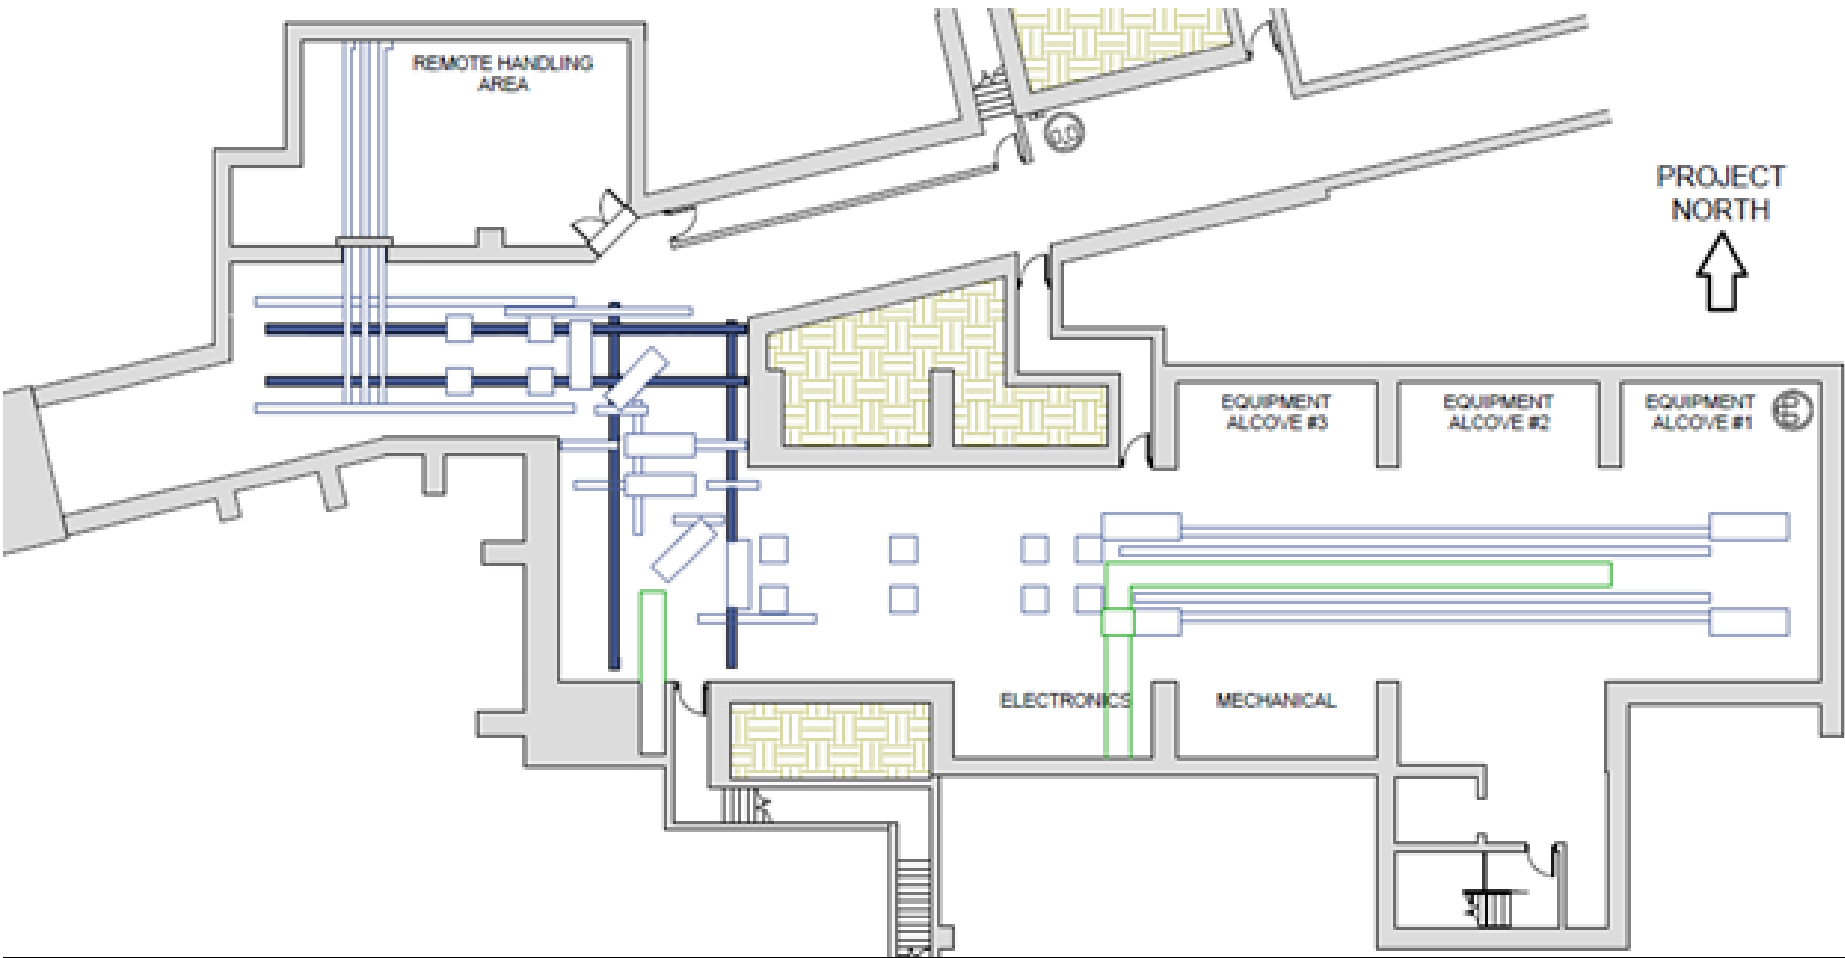 REMOTE HANDLING
AREA
PROJECT
NORTH
EQUIPMENT
ALCOVE #3
EQUIPMENT
ALCOVE #2
EQUIPMENT
ALCOVE #1
ELECTRONICS
MECHANICAL